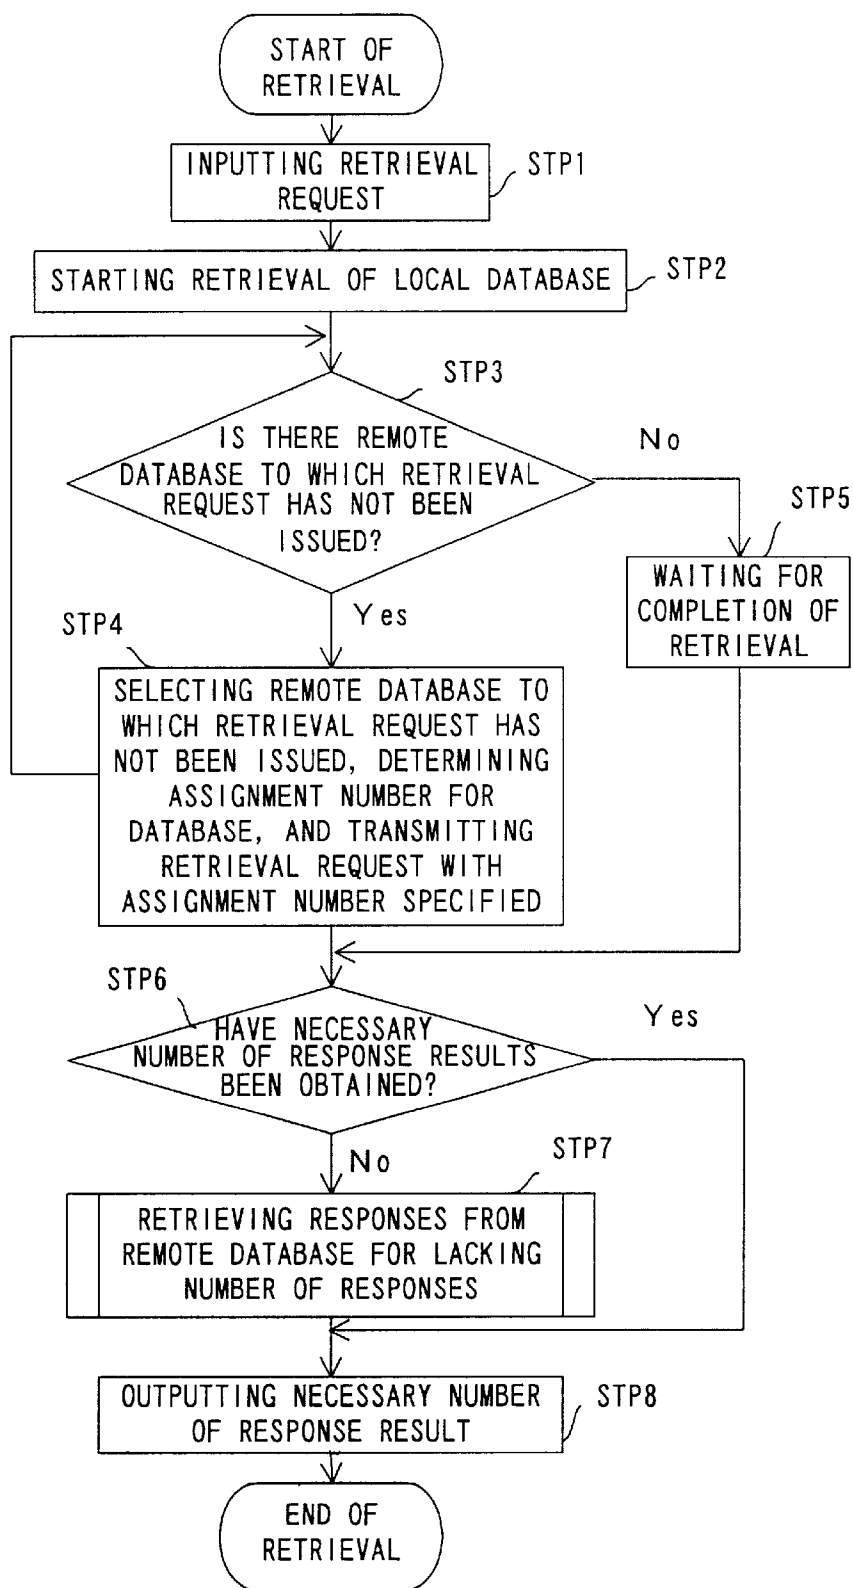 START OF
RETRIEVAL
INPUTTING RETRIEVAL
REQUEST
STP1
STARTING RETRIEVAL OF LOCAL DATABASE
STP2
STP3
IS THERE REMOTE
DATABASE TO WHICH RETRIEVAL
REQUEST HAS NOT BEEN
ISSUED?
No
STP5
WAITING FOR
COMPLETION OF
RETRIEVAL
Yes
STP4
SELECTING REMOTE DATABASE TO
WHICH RETRIEVAL REQUEST HAS
NOT BEEN ISSUED, DETERMINING
ASSIGNMENT NUMBER FOR
DATABASE, AND TRANSMITTING
RETRIEVAL REQUEST WITH
ASSIGNMENT NUMBER SPECIFIED
STP6
HAVE NECESSARY
NUMBER OF RESPONSE RESULTS
BEEN OBTAINED?
Yes
No
STP7
RETRIEVING RESPONSES FROM
REMOTE DATABASE FOR LACKING
NUMBER OF RESPONSES
OUTPUTTING NECESSARY NUMBER
OF RESPONSE RESULT
STP8
END OF
RETRIEVAL